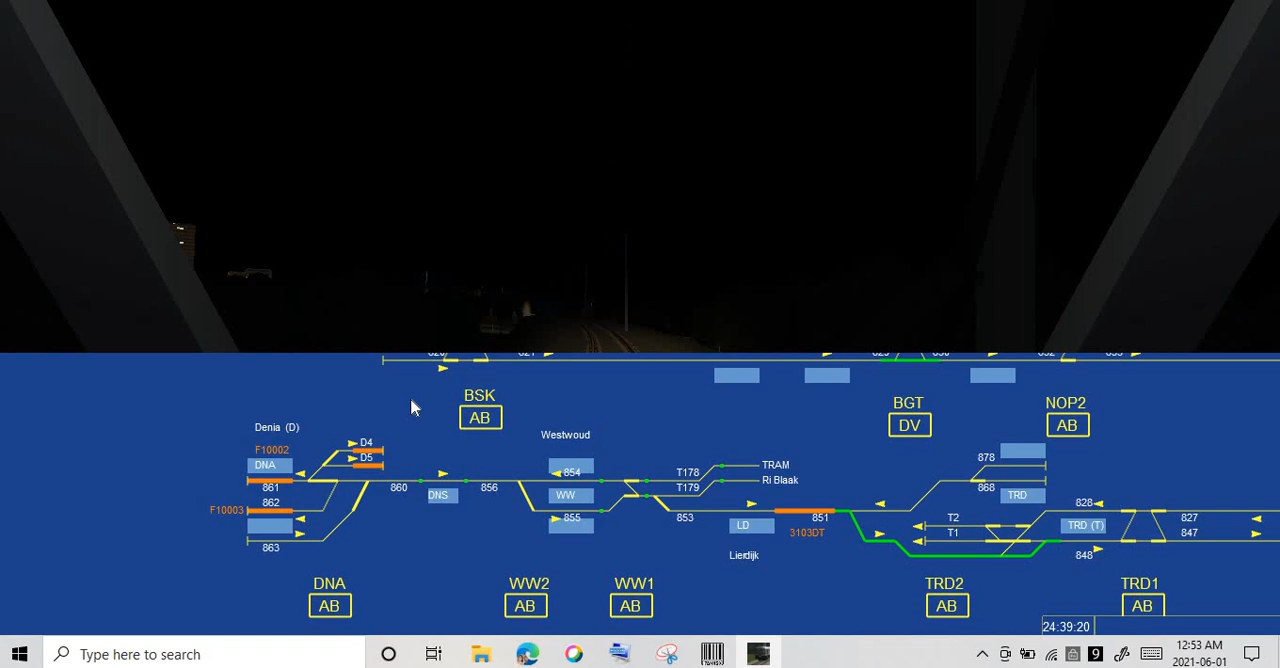 BSK
AB
BGT
DV
NOP2
AB
Denia (D)
Westwoud
F10002
D4
D5
DNA
861
862
F10003
863
860
DNS
856
854
WW
855
T178
TRAM
T179
Ri Blaak
853
LD
851
3103DT
Lierdijk
878
868
TRD
828
T2
T1
TRD (T)
827
847
848
DNA
AB
WW2
AB
WW1
AB
TRD2
AB
TRD1
AB
24:39:20
Type here to search
9
12:53 AM
2021-06-01